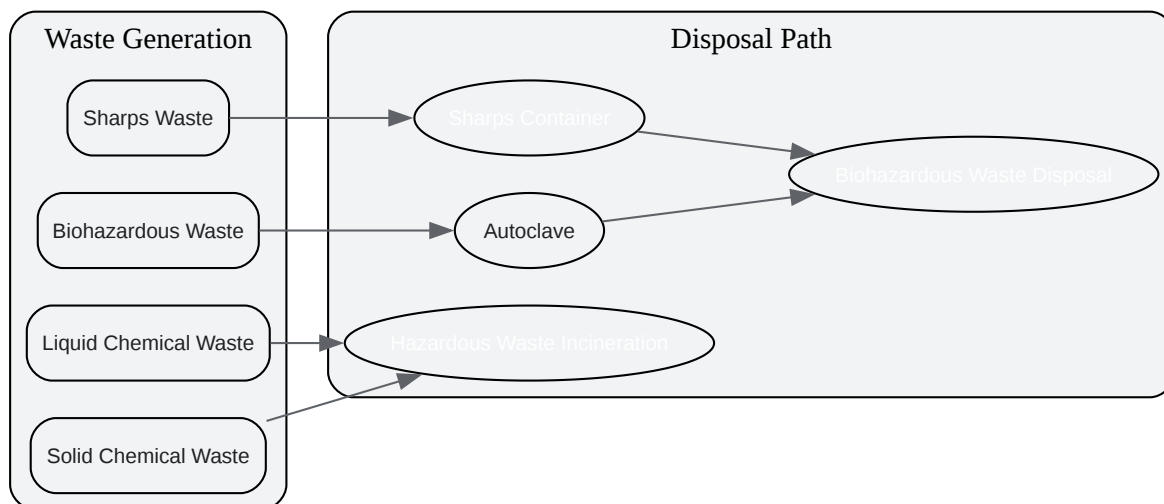 Waste Generation
Disposal Path
Sharps Waste
Sharps Container
Biohazardous Waste Disposal
Biohazardous Waste
Autoclave
Liquid Chemical Waste
Hazardous Waste Incineration
Solid Chemical Waste